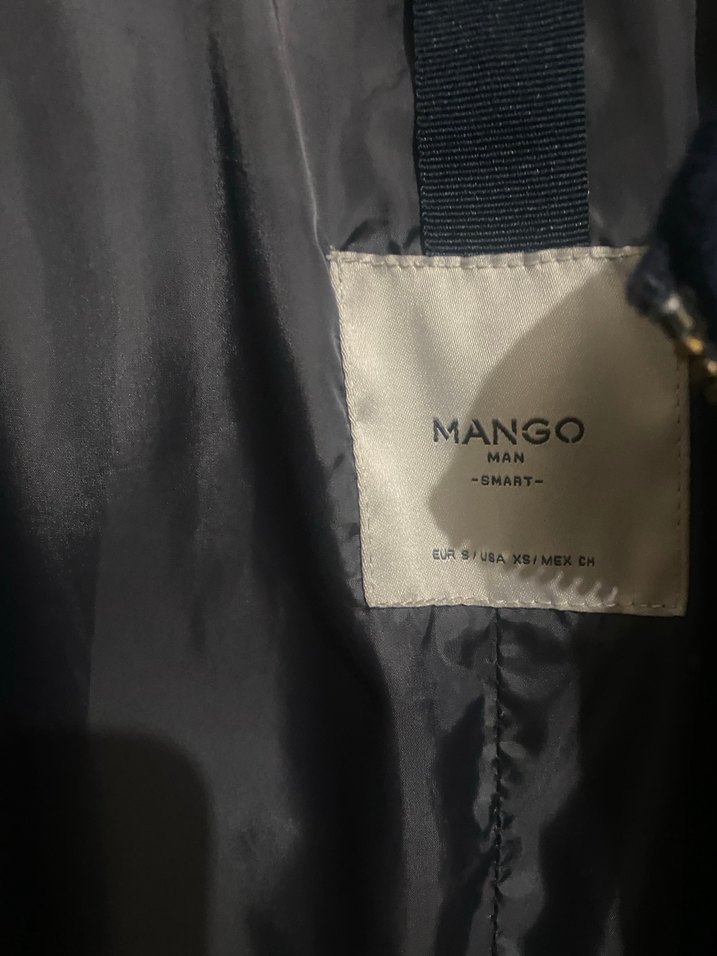 MANGO
MAN
-SMART-
EUR S/USA XS/MEX CH